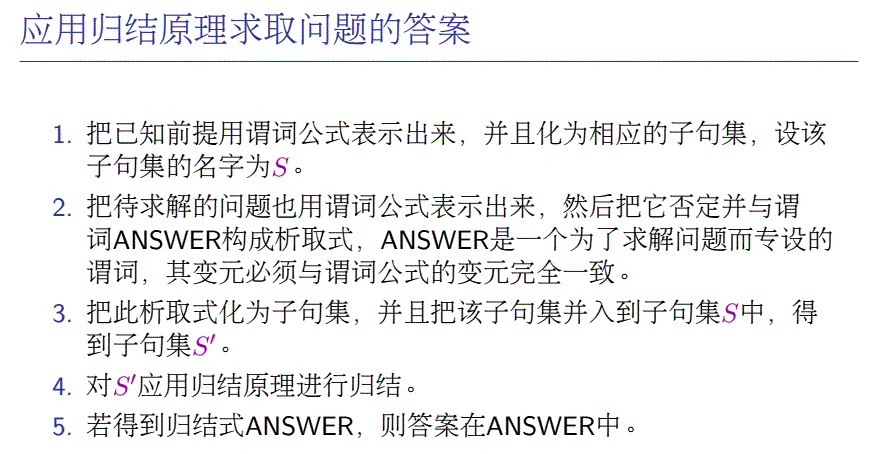 应用归结原理求取问题的答案
1. 把已知前提用谓词公式表示出来，并且化为相应的子句集，设该
子句集的名字为S。
2. 把待求解的问题也用谓词公式表示出来，然后把它否定并与谓
词ANSWER构成析取式，ANSWER是一个为了求解问题而专设的
谓词，其变元必须与谓词公式的变元完全一致。
3. 把此析取式化为子句集，并且把该子句集并入到子句集S中，得
到子句集S′。
4. 对S′应用归结原理进行归结。
5. 若得到归结式ANSWER，则答案在ANSWER中。